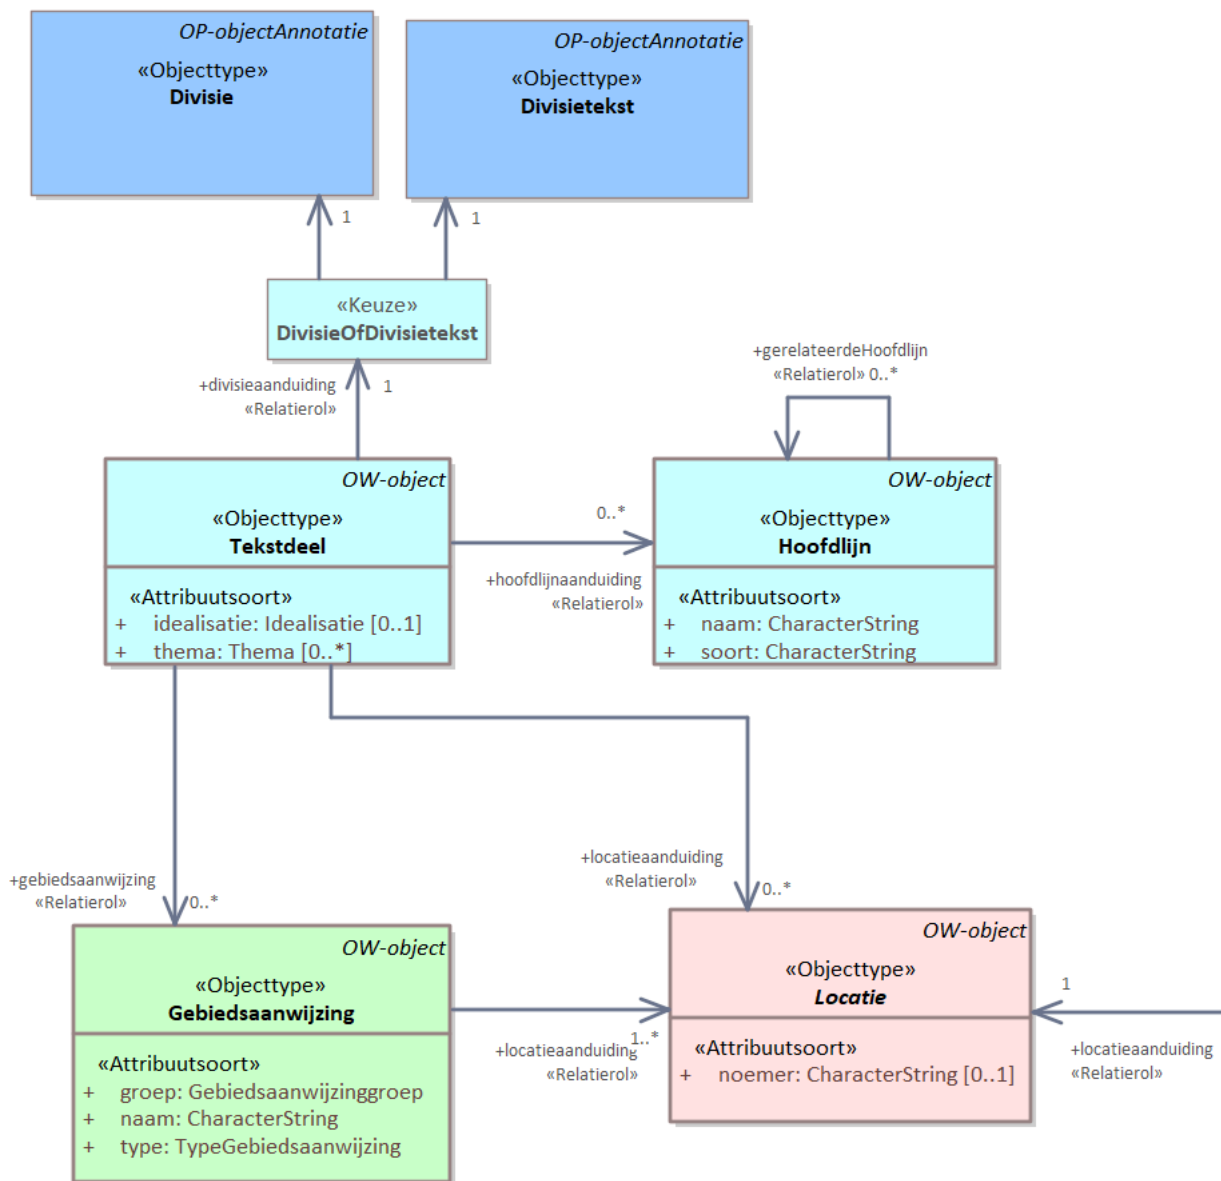 OP-objectAnnotatie
«Objecttype»
Divisie
OP-objectAnnotatie
«Objecttype»
Divisietekst
1
1
«Keuze»
DivisieOfDivisietekst
+divisieaanduiding
«Relatierol»
1
+gerelateerdeHoofdlijn
«Relatierol» 0..*
OW-object
«Objecttype»
Tekstdeel
«Attribuutsoort»
+ idealisatie: Idealisatie [0..1]
+ thema: Thema [0..*]
0..*
+hoofdlijnaanduiding
«Relatierol»
OW-object
«Objecttype»
Hoofdlijn
«Attribuutsoort»
+ naam: CharacterString
+ soort: CharacterString
+gebiedsaanwijzing
«Relatierol»
0..*
+locatieaanduiding
«Relatierol»
0..*
OW-object
«Objecttype»
Gebiedsaanwijzing
«Attribuutsoort»
+ groep: Gebiedsaanwijzinggroep
+ naam: CharacterString
+ type: TypeGebiedsaanwijzing
1..*
+locatieaanduiding
«Relatierol»
OW-object
«Objecttype»
Locatie
«Attribuutsoort»
+ noemer: CharacterString [0..1]
1
+locatieaanduiding
«Relatierol»